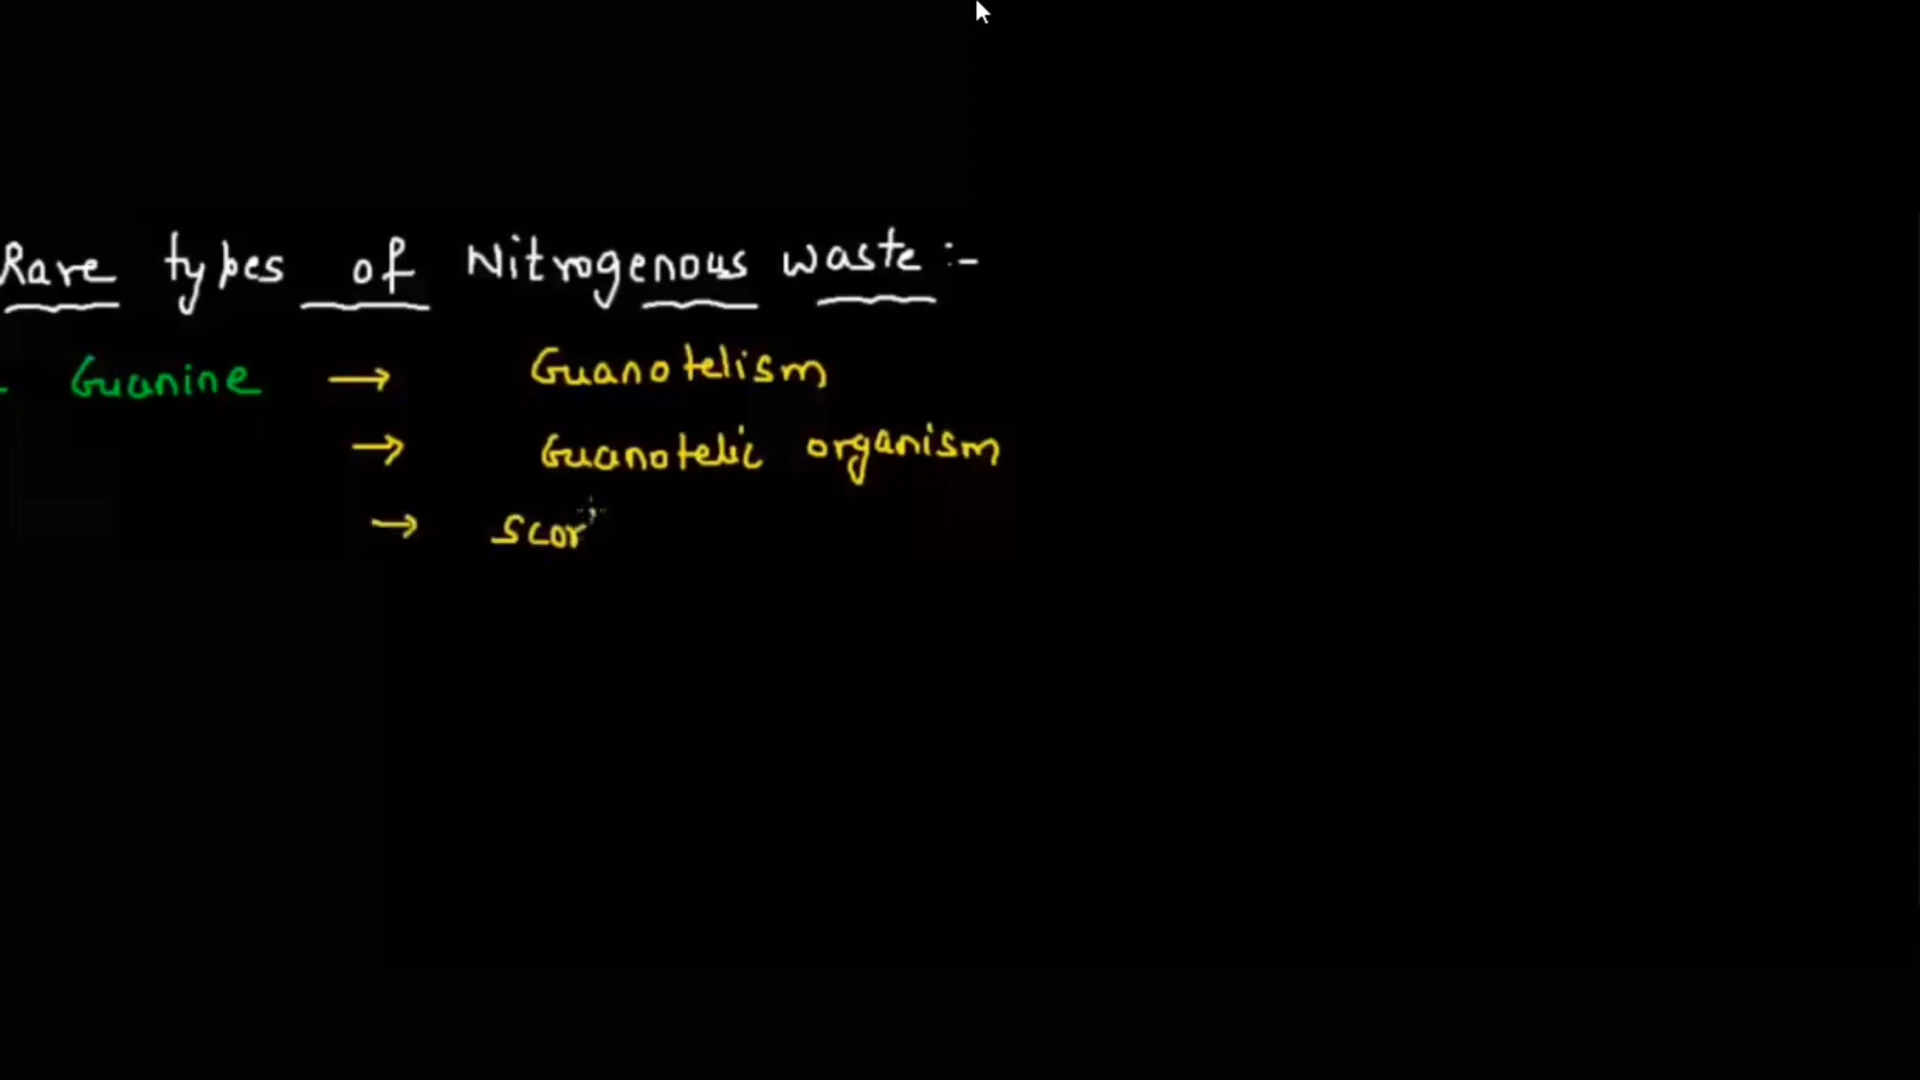 Rare types of Nitrogenous waste :-
Guanine → Guanotelism
→ Guanotelic organism
→ scor